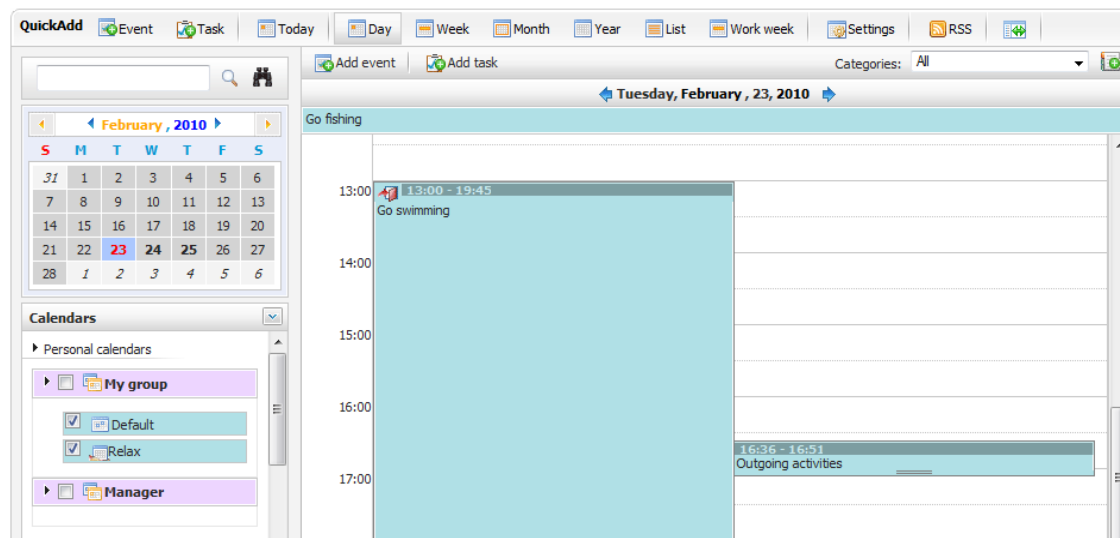 QuickAdd Event Task Today Day Week Month Year List Work week Settings RSS
Add event Add task Categories: All
Tuesday, February , 23, 2010
Go fishing
February , 2010
S M T W T F S
31 1 2 3 4 5 6
7 8 9 10 11 12 13
14 15 16 17 18 19 20
21 22 23 24 25 26 27
28 1 2 3 4 5 6
Calendars
Personal calendars
My group
Default
Relax
Manager
13:00 13:00 - 19:45
Go swimming
14:00
15:00
16:00
16:36 - 16:51
Outgoing activities
17:00